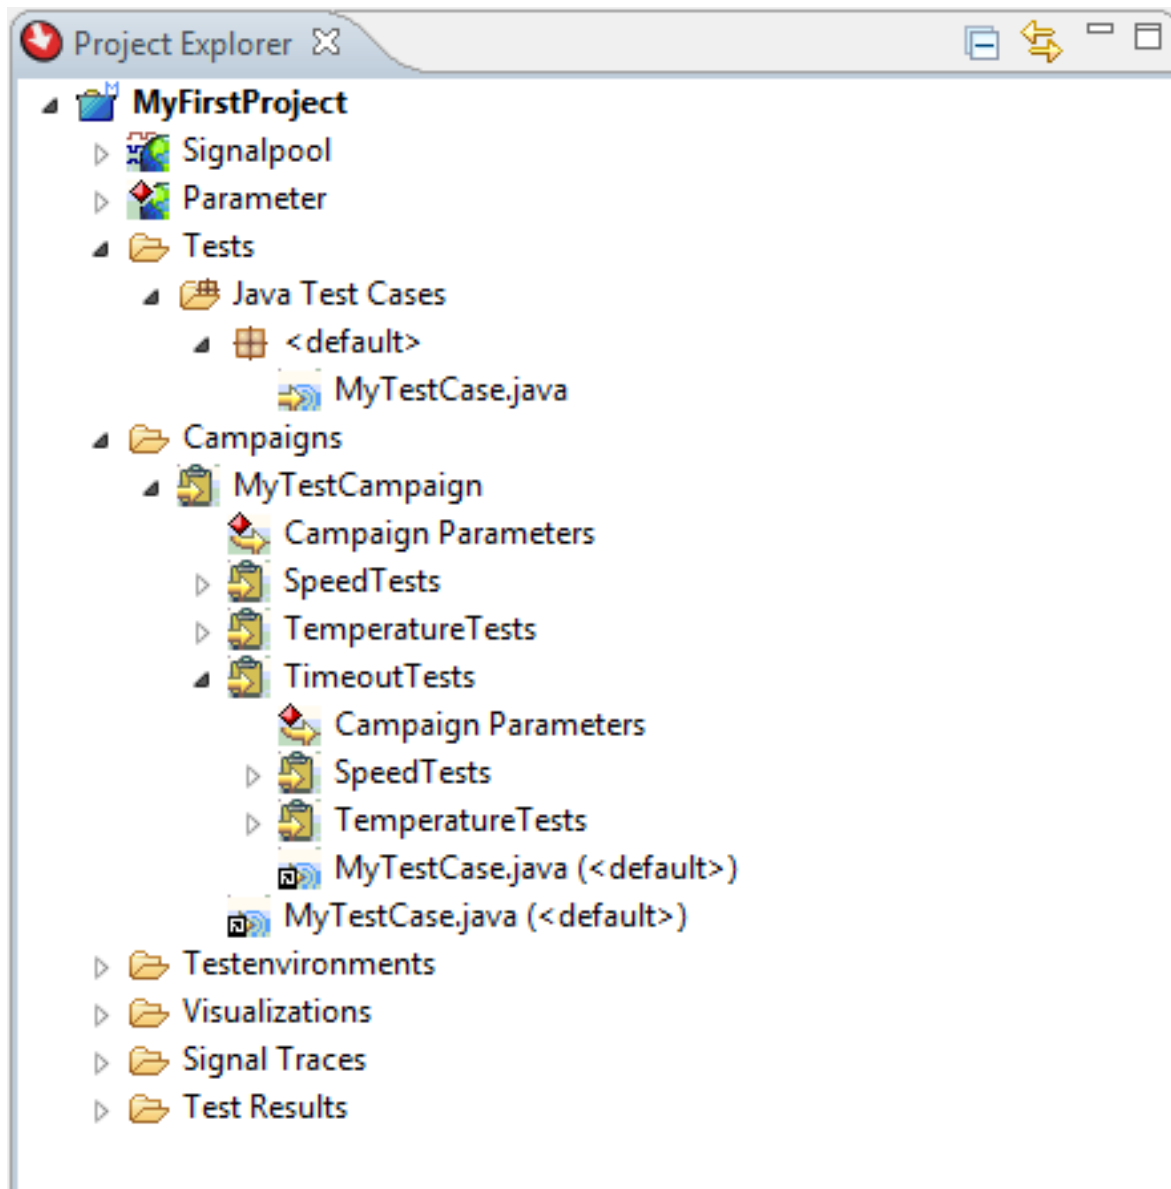 Project Explorer
MyFirstProject
Signalpool
Parameter
Tests
Java Test Cases
<default>
MyTestCase.java
Campaigns
MyTestCampaign
Campaign Parameters
SpeedTests
TemperatureTests
TimeoutTests
Campaign Parameters
SpeedTests
TemperatureTests
MyTestCase.java (<default>)
MyTestCase.java (<default>)
Testenvironments
Visualizations
Signal Traces
Test Results